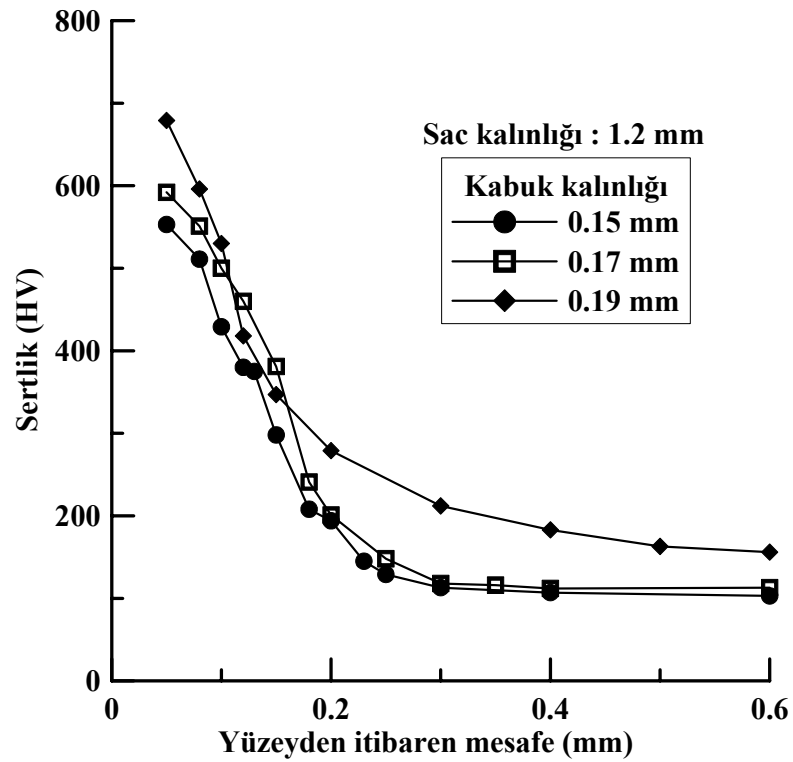 800
600
400
200
0
Sertlik (HV)
Sac kalınlığı : 1.2 mm
Kabuk kalınlığı
0.15 mm
0.17 mm
0.19 mm
0
0.2
0.4
0.6
Yüzeyden itibaren mesafe (mm)